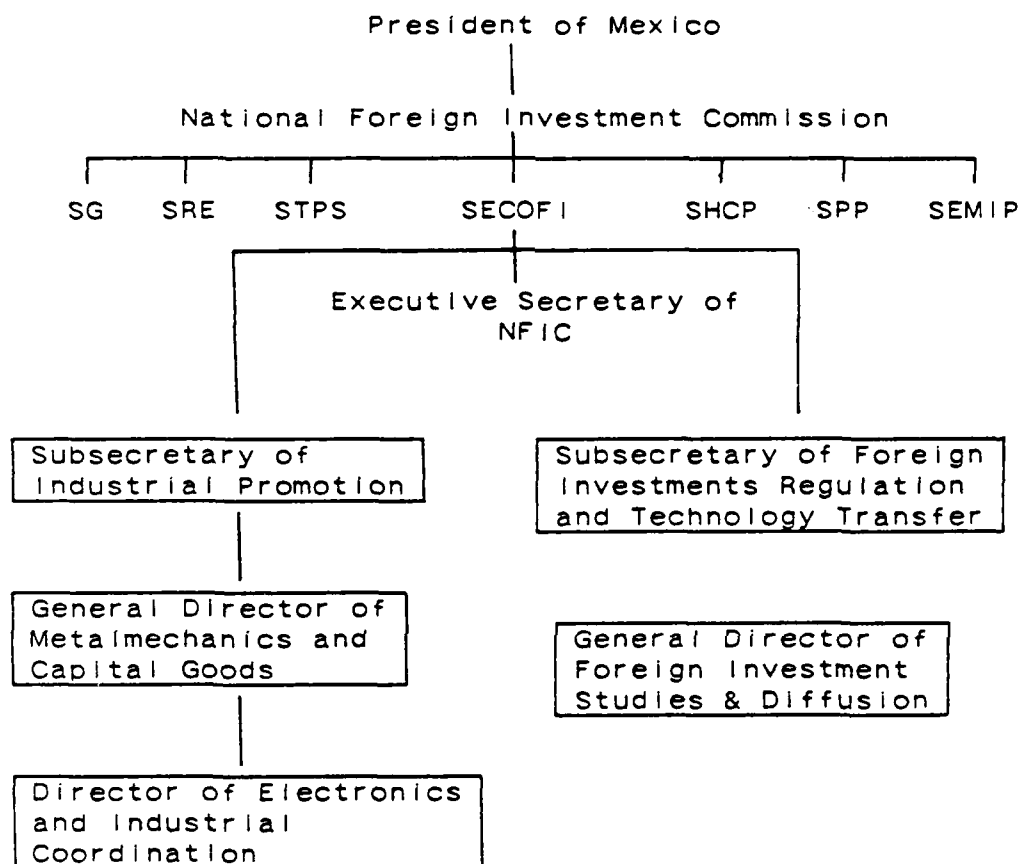 President of Mexico
National Foreign Investment Commission
SG SRE STPS SECOFI SHCP SPP SEMIP
Executive Secretary of
NFIC
Subsecretary of
Industrial Promotion
Subsecretary of Foreign
Investments Regulation
and Technology Transfer
General Director of
Metalmechanics and
Capital Goods
General Director of
Foreign Investment
Studies & Diffusion
Director of Electronics
and Industrial
Coordination